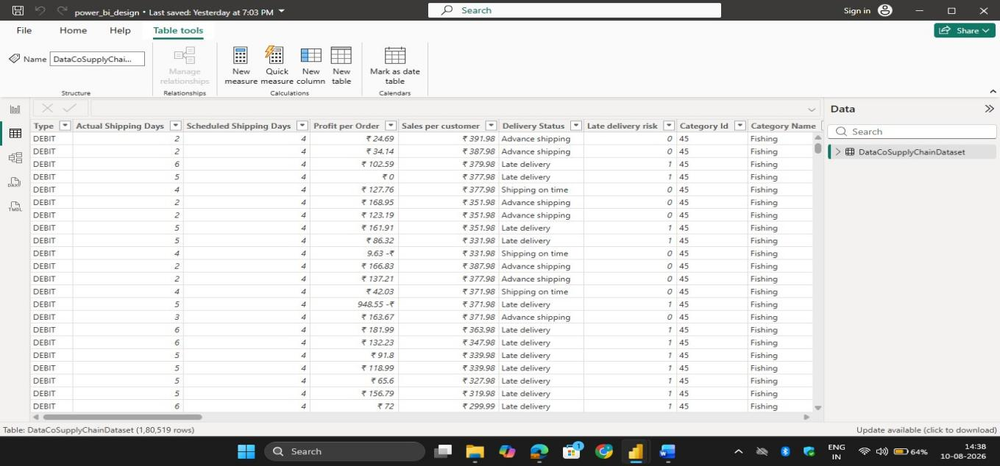 power_bi_design • Last saved: Yesterday at 7:03 PM
Search
Sign in
File Home Help Table tools
Share
Name DataCoSupplyChai...
Manage relationships
New measure
Quick measure
New column
New table
Mark as date table
Structure Relationships Calculations Calendars
Data
Search
DataCoSupplyChainDataset
DAX
TMDL
Type Actual Shipping Days Scheduled Shipping Days Profit per Order Sales per customer Delivery Status Late delivery risk Category Id Category Name
DEBIT 2 4 ₹ 24.69 ₹ 391.98 Advance shipping 0 45 Fishing
DEBIT 2 4 ₹ 34.14 ₹ 387.98 Advance shipping 0 45 Fishing
DEBIT 6 4 ₹ 102.59 ₹ 379.98 Late delivery 1 45 Fishing
DEBIT 5 4 ₹ 0 ₹ 377.98 Late delivery 1 45 Fishing
DEBIT 4 4 ₹ 127.76 ₹ 377.98 Shipping on time 0 45 Fishing
DEBIT 2 4 ₹ 168.95 ₹ 351.98 Advance shipping 0 45 Fishing
DEBIT 2 4 ₹ 123.19 ₹ 351.98 Advance shipping 0 45 Fishing
DEBIT 5 4 ₹ 161.91 ₹ 351.98 Late delivery 1 45 Fishing
DEBIT 5 4 ₹ 86.32 ₹ 331.98 Late delivery 1 45 Fishing
DEBIT 4 4 9.63 -₹ ₹ 331.98 Shipping on time 0 45 Fishing
DEBIT 2 4 ₹ 166.83 ₹ 387.98 Advance shipping 0 45 Fishing
DEBIT 2 4 ₹ 137.21 ₹ 377.98 Advance shipping 0 45 Fishing
DEBIT 4 4 ₹ 42.03 ₹ 371.98 Shipping on time 0 45 Fishing
DEBIT 5 4 948.55 -₹ ₹ 371.98 Late delivery 1 45 Fishing
DEBIT 3 4 ₹ 163.67 ₹ 371.98 Advance shipping 0 45 Fishing
DEBIT 6 4 ₹ 181.99 ₹ 363.98 Late delivery 1 45 Fishing
DEBIT 6 4 ₹ 132.23 ₹ 347.98 Late delivery 1 45 Fishing
DEBIT 5 4 ₹ 91.8 ₹ 339.98 Late delivery 1 45 Fishing
DEBIT 5 4 ₹ 118.99 ₹ 339.98 Late delivery 1 45 Fishing
DEBIT 5 4 ₹ 65.6 ₹ 327.98 Late delivery 1 45 Fishing
DEBIT 5 4 ₹ 156.79 ₹ 319.98 Late delivery 1 45 Fishing
DEBIT 6 4 ₹ 72 ₹ 299.99 Late delivery 1 45 Fishing
Table: DataCoSupplyChainDataset (1,80,519 rows)
Update available (click to download)
Search
1
W
ENG
IN
64%
14:38
10-08-2026